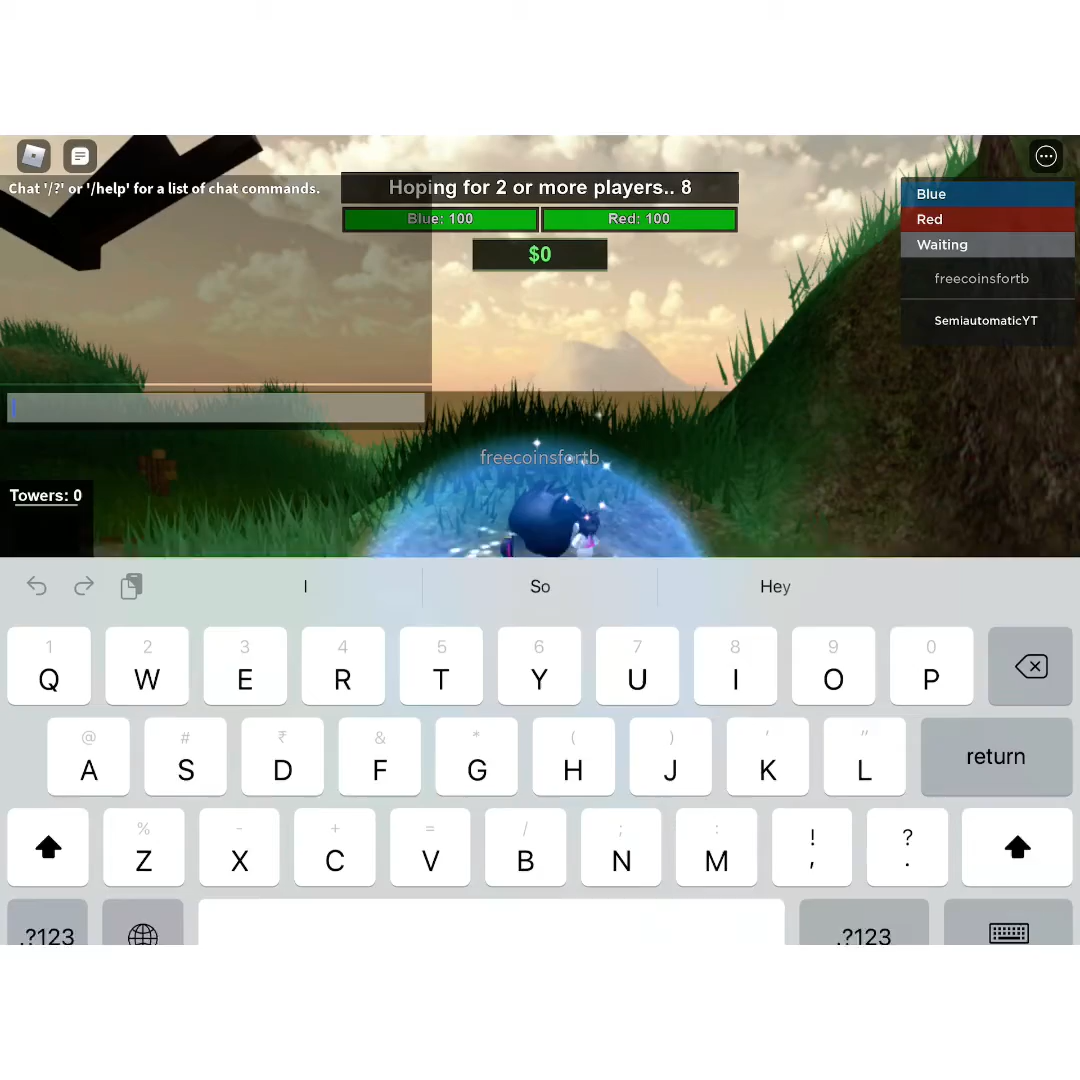 Chat '/?' or '/help' for a list of chat commands.
Hoping for 2 or more players.. 8
Blue: 100 Red: 100
$0
Blue
Red
Waiting
freecoinsfortb
SemiautomaticYT
freecoinsfortb
Towers: 0
I So Hey
1 2 3 4 5 6 7 8 9 0
Q W E R T Y U I O P
@ # ₹ & * ( ) ' "
A S D F G H J K L return
% - + = / ; : ! ?
Z X C V B N M , .
.?123 .?123